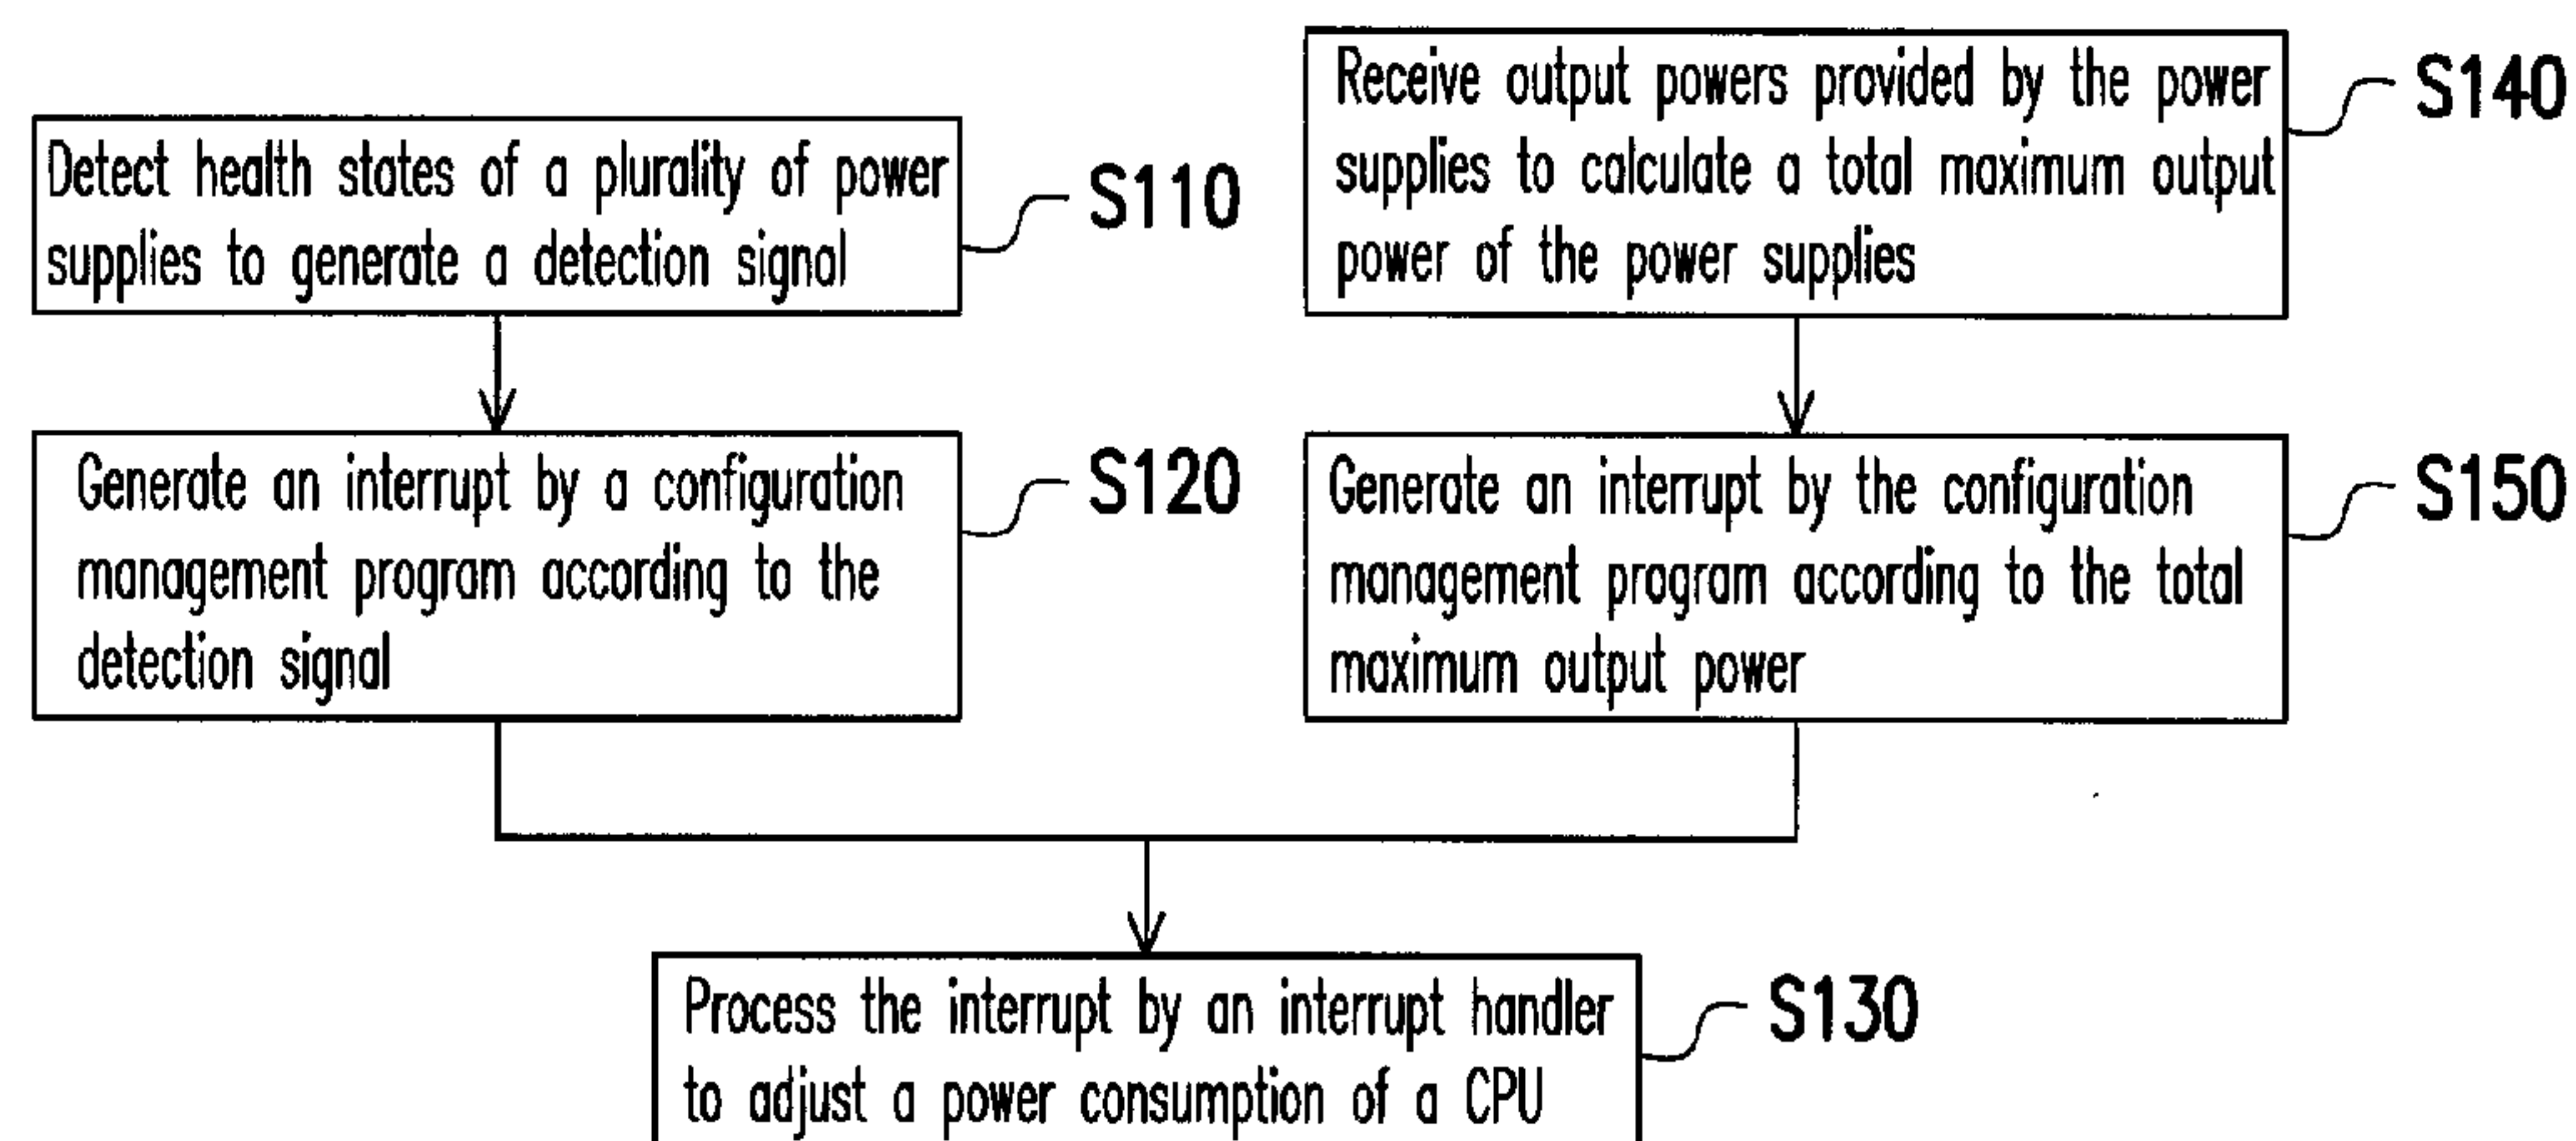 Detect health states of a plurality of power
supplies to generate a detection signal
S110
Generate an interrupt by a configuration
management program according to the
detection signal
S120
Receive output powers provided by the power
supplies to calculate a total maximum output
power of the power supplies
S140
Generate an interrupt by the configuration
management program according to the total
maximum output power
S150
Process the interrupt by an interrupt handler
to adjust a power consumption of a CPU
S130